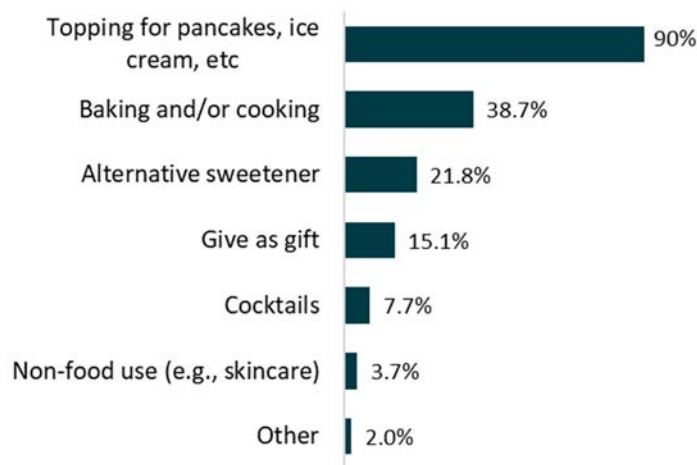 Topping for pancakes, ice
cream, etc
90%
Baking and/or cooking
38.7%
Alternative sweetener
21.8%
Give as gift
15.1%
Cocktails
7.7%
Non-food use (e.g., skincare)
3.7%
Other
2.0%